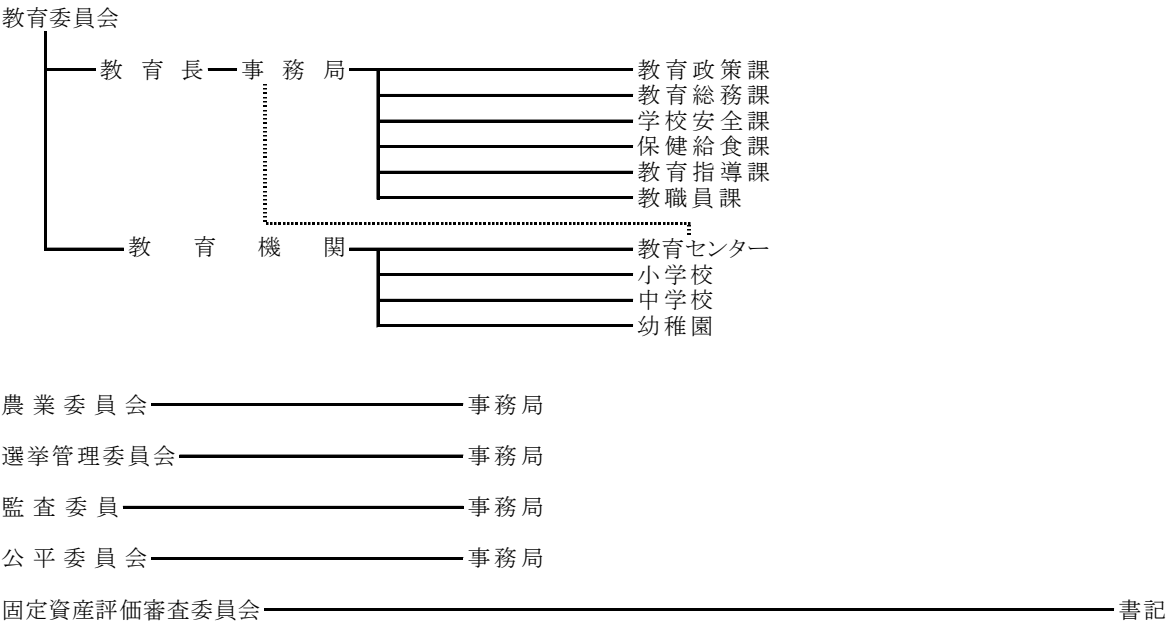 教育委員会
教育長 事務局 教育政策課
教育総務課
学校安全課
保健給食課
教育指導課
教職員課
教育機関 教育センター
小学校
中学校
幼稚園
農業委員会 事務局
選挙管理委員会 事務局
監査委員 事務局
公平委員会 事務局
固定資産評価審査委員会 書記